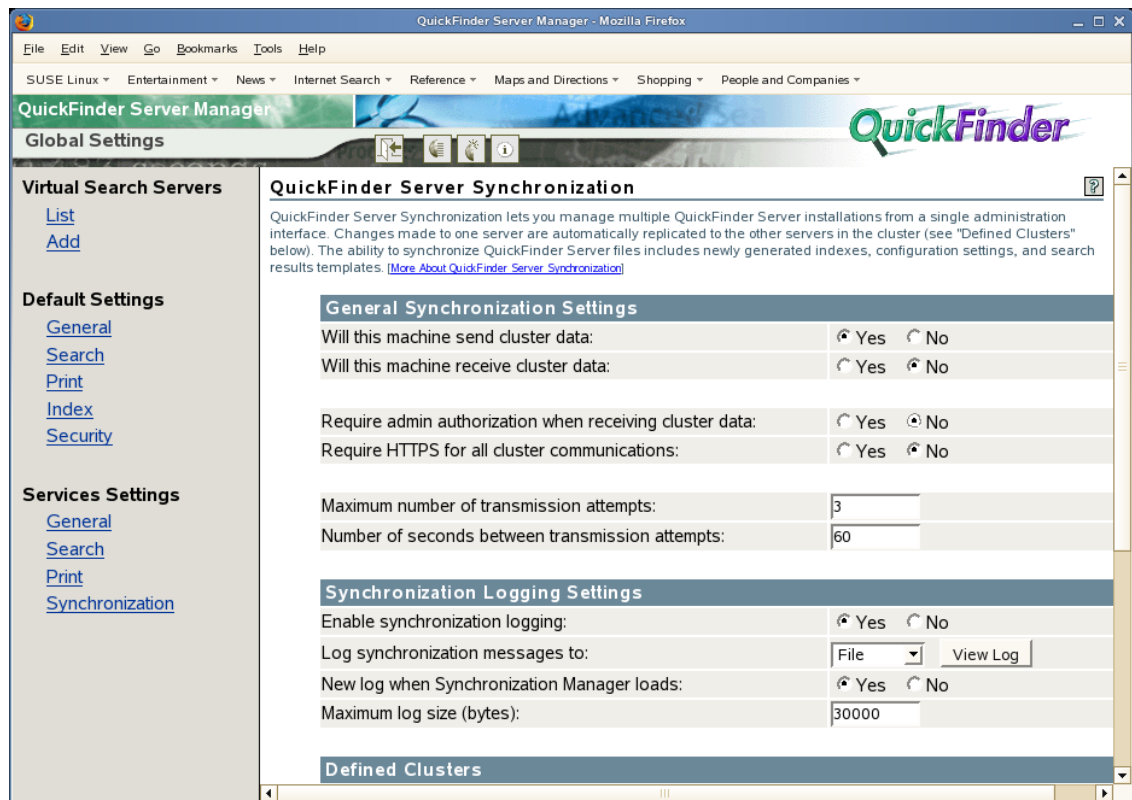 QuickFinder Server Manager - Mozilla Firefox
File Edit View Go Bookmarks Tools Help
SUSE Linux Entertainment News Internet Search Reference Maps and Directions Shopping People and Companies
QuickFinder Server Manager
Global Settings
QuickFinder
Virtual Search Servers
List
Add
Default Settings
General
Search
Print
Index
Security
Services Settings
General
Search
Print
Synchronization
QuickFinder Server Synchronization
QuickFinder Server Synchronization lets you manage multiple QuickFinder Server installations from a single administration
interface. Changes made to one server are automatically replicated to the other servers in the cluster (see "Defined Clusters"
below). The ability to synchronize QuickFinder Server files includes newly generated indexes, configuration settings, and search
results templates. [More About QuickFinder Server Synchronization]
General Synchronization Settings
Will this machine send cluster data: Yes No
Will this machine receive cluster data: Yes No
Require admin authorization when receiving cluster data: Yes No
Require HTTPS for all cluster communications: Yes No
Maximum number of transmission attempts: 3
Number of seconds between transmission attempts: 60
Synchronization Logging Settings
Enable synchronization logging: Yes No
Log synchronization messages to: File View Log
New log when Synchronization Manager loads: Yes No
Maximum log size (bytes): 30000
Defined Clusters